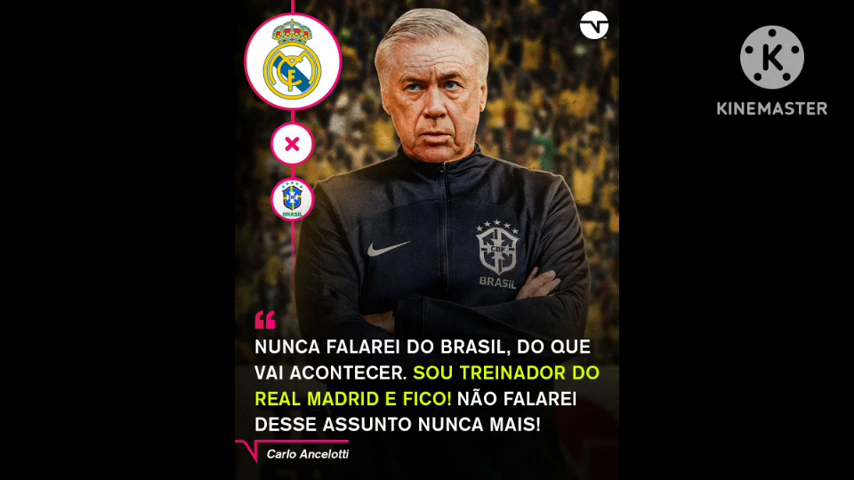 KINEMASTER
BRASIL
CBF
BRASIL
NUNCA FALAREI DO BRASIL, DO QUE
VAI ACONTECER. SOU TREINADOR DO
REAL MADRID E FICO! NÃO FALAREI
DESSE ASSUNTO NUNCA MAIS!
Carlo Ancelotti